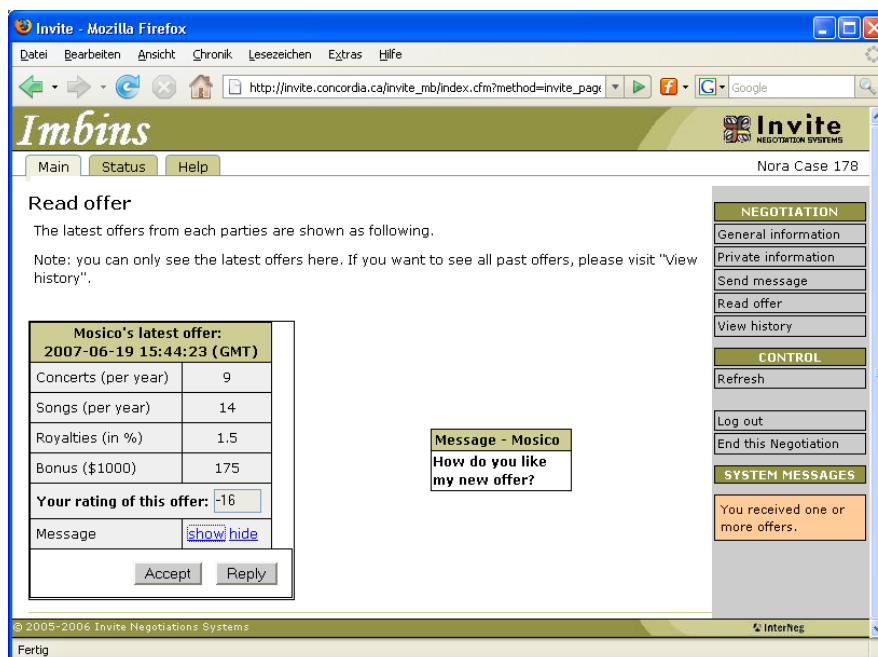 Invite - Mozilla Firefox
Datei Bearbeiten Ansicht Chronik Lesezeichen Extras Hilfe
http://invite.concordia.ca/invite_mb/index.cfm?method=invite_page
G Google
Imbins
Invite
NEGOTIATION SYSTEMS
Main Status Help
Nora Case 178
Read offer
The latest offers from each parties are shown as following.
Note: you can only see the latest offers here. If you want to see all past offers, please visit "View
history".
Mosico's latest offer:
2007-06-19 15:44:23 (GMT)
Concerts (per year) 9
Songs (per year) 14
Royalties (in %) 1.5
Bonus ($1000) 175
Your rating of this offer: -16
Message show hide
Accept Reply
Message - Mosico
How do you like
my new offer?
NEGOTIATION
General information
Private information
Send message
Read offer
View history
CONTROL
Refresh
Log out
End this Negotiation
SYSTEM MESSAGES
You received one or
more offers.
© 2005-2006 Invite Negotiations Systems
InterNeg
Fertig